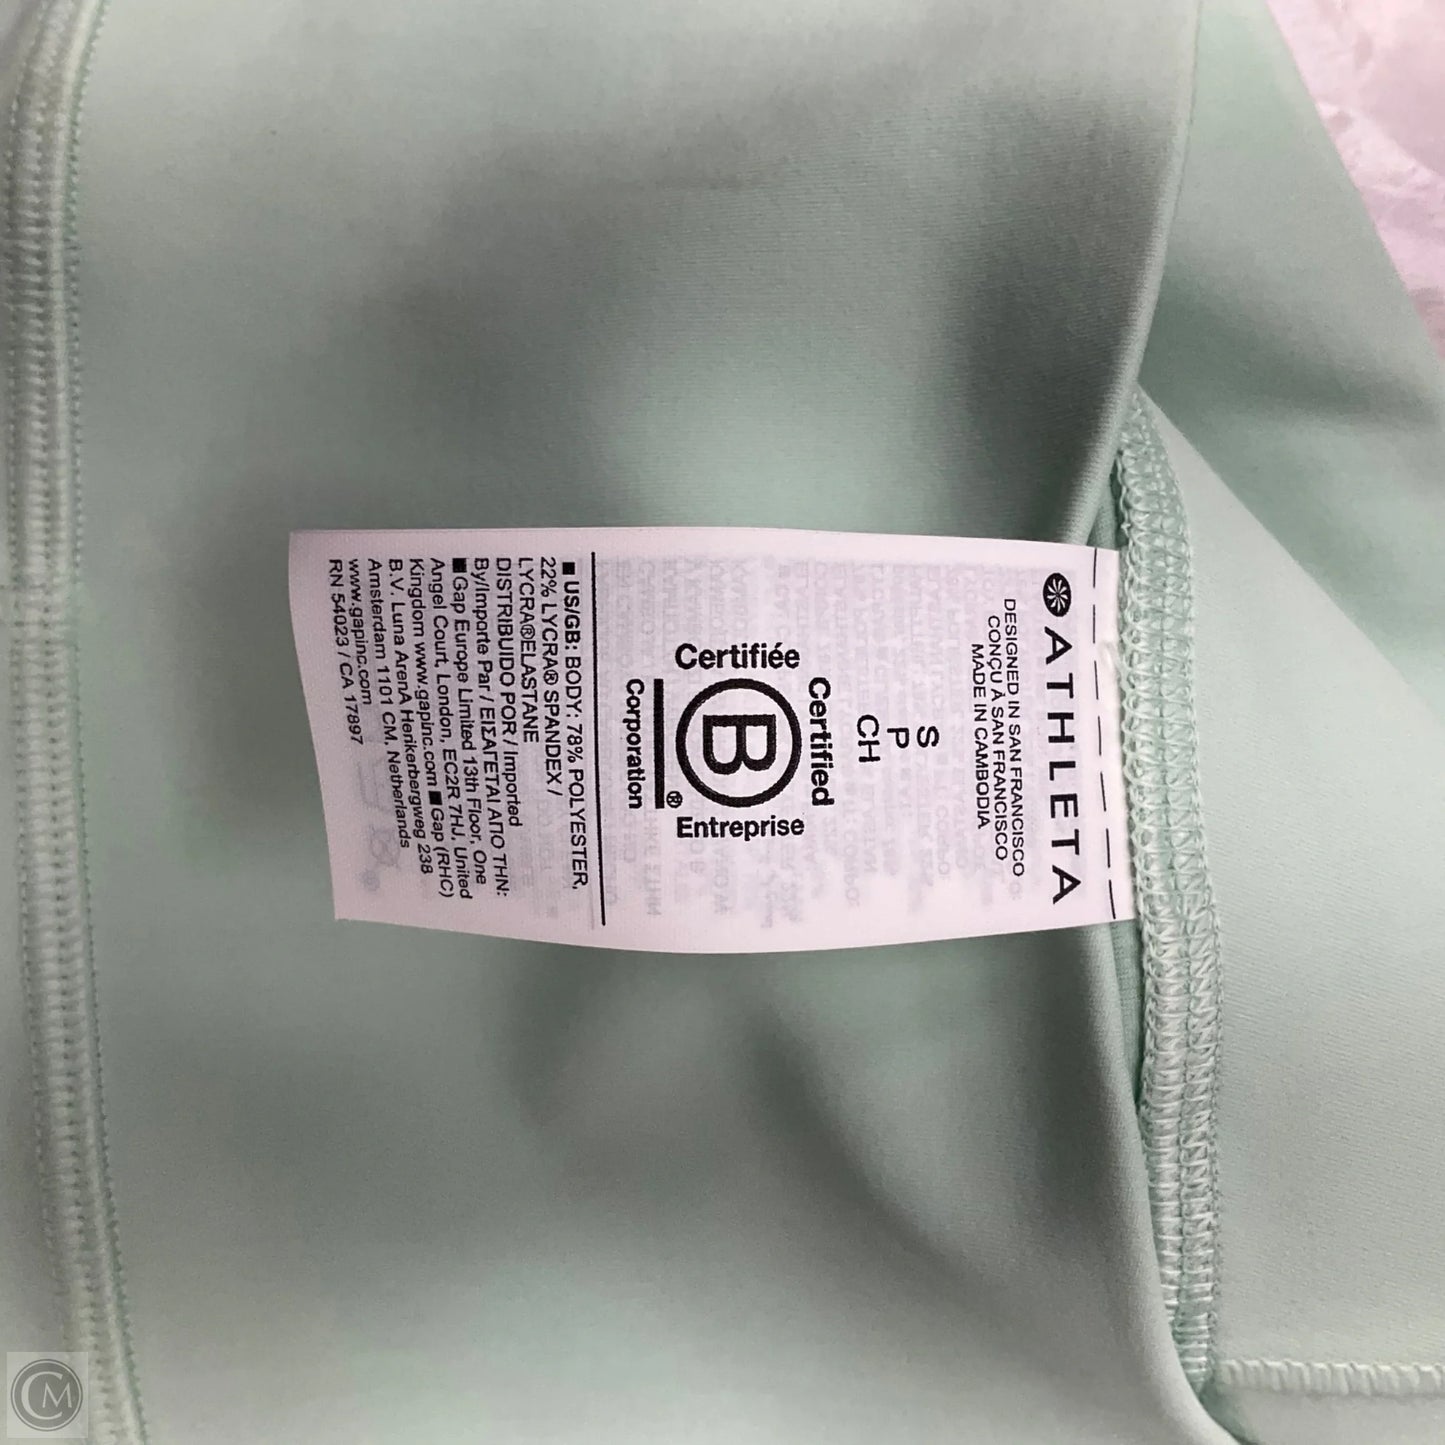 ATHLETA
DESIGNED IN SAN FRANCISCO
CONÇU À SAN FRANCISCO
MADE IN CAMBODIA
S
P
CH
Certified
Certifiée
B
Entreprise
®
Corporation
■ US/GB: BODY: 78% POLYESTER,
22% LYCRA® SPANDEX /
LYCRA®ELASTANE
DISTRIBUIDO POR / Imported
By/Importe Par / ΕΙΣΑΓΕΤΑΙ ΑΠΟ ΤΗΝ:
■ Gap Europe Limited 13th Floor, One
Angel Court, London, EC2R 7HJ, United
Kingdom www.gapinc.com ■ Gap (RHC)
B.V. Luna ArenA Herikerbergweg 238
Amsterdam 1101 CM, Netherlands
www.gapinc.com
RN 54023 / CA 17897
CM